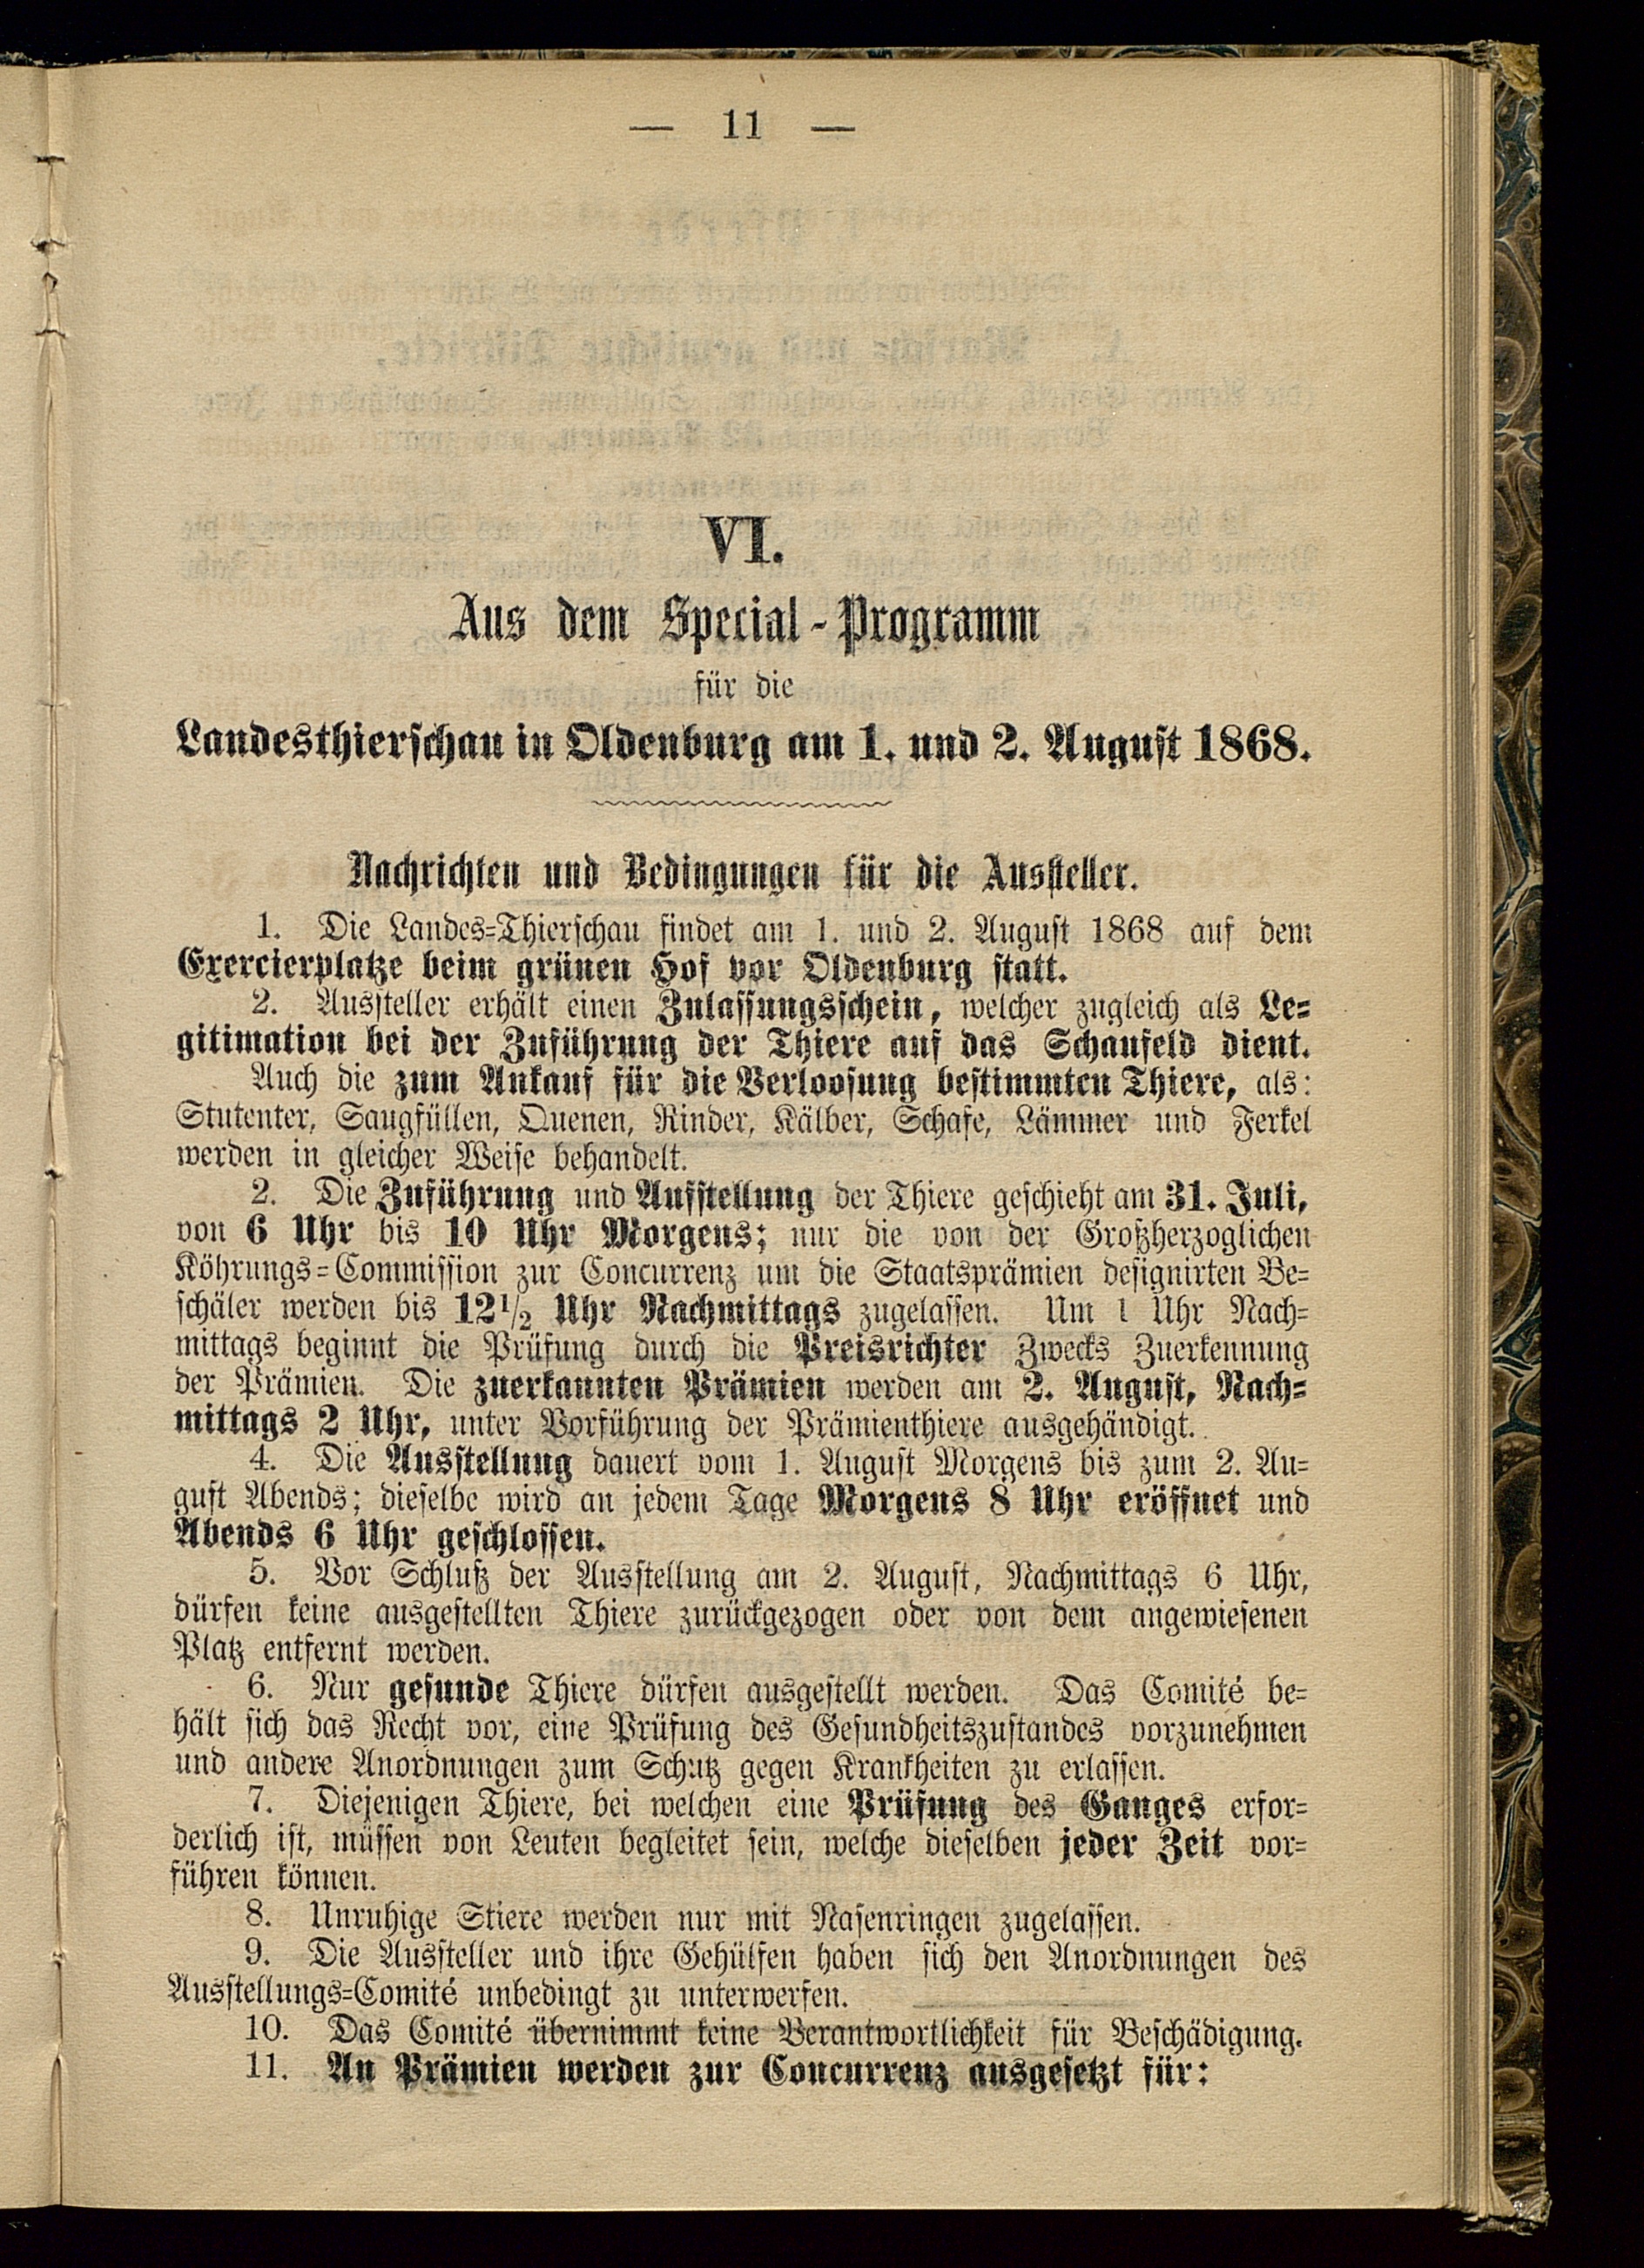 — 11 —
VI.
Aus dem Special-Programm
für die
Landesthierschau in Oldenburg am 1. und 2. August 1868.
Nachrichten und Bedingungen für die Aussteller.
1. Die Landes=Thierschau findet am 1. und 2. August 1868 auf dem
Exercierplatze beim grünen Hof vor Oldenburg statt.
2. Aussteller erhält einen Zulassungsschein, welcher zugleich als Le=
gitimation bei der Zuführung der Thiere auf das Schaufeld dient.
Auch die zum Ankauf für die Verloosung bestimmten Thiere, als:
Stutenter, Saugfüllen, Quenen, Rinder, Kälber, Schafe, Lämmer und Ferkel
werden in gleicher Weise behandelt.
2. Die Zuführung und Aufstellung der Thiere geschieht am 31. Juli,
von 6 Uhr bis 10 Uhr Morgens; nur die von der Großherzoglichen
Köhrungs=Commission zur Concurrenz um die Staatsprämien designirten Be=
schäler werden bis 12½ Uhr Nachmittags zugelassen. Um 1 Uhr Nach=
mittags beginnt die Prüfung durch die Preisrichter Zwecks Zuerkennung
der Prämien. Die zuerkannten Prämien werden am 2. August, Nach=
mittags 2 Uhr, unter Vorführung der Prämienthiere ausgehändigt.
4. Die Ausstellung dauert vom 1. August Morgens bis zum 2. Au=
gust Abends; dieselbe wird an jedem Tage Morgens 8 Uhr eröffnet und
Abends 6 Uhr geschlossen.
5. Vor Schluß der Ausstellung am 2. August, Nachmittags 6 Uhr,
dürfen keine ausgestellten Thiere zurückgezogen oder von dem angewiesenen
Platz entfernt werden.
6. Nur gesunde Thiere dürfen ausgestellt werden. Das Comité be=
hält sich das Recht vor, eine Prüfung des Gesundheitszustandes vorzunehmen
und andere Anordnungen zum Schutz gegen Krankheiten zu erlassen.
7. Diejenigen Thiere, bei welchen eine Prüfung des Ganges erfor=
derlich ist, müssen von Leuten begleitet sein, welche dieselben jeder Zeit vor=
führen können.
8. Unruhige Stiere werden nur mit Nasenringen zugelassen.
9. Die Aussteller und ihre Gehülfen haben sich den Anordnungen des
Ausstellungs=Comité unbedingt zu unterwerfen.
10. Das Comité übernimmt keine Verantwortlichkeit für Beschädigung.
11. An Prämien werden zur Concurrenz ausgesetzt für: